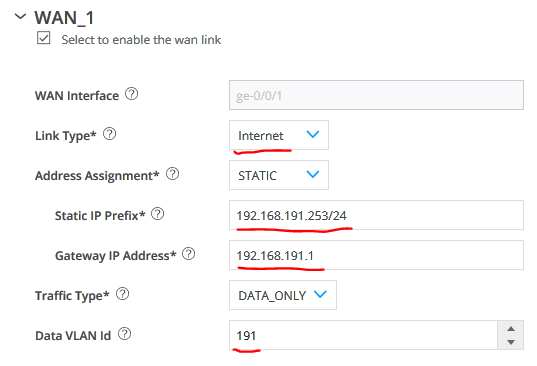 WAN_1
Select to enable the wan link
WAN Interface ? ge-0/0/1
Link Type* ? Internet
Address Assignment* ? STATIC
Static IP Prefix* ? 192.168.191.253/24
Gateway IP Address* ? 192.168.191.1
Traffic Type* ? DATA_ONLY
Data VLAN Id ? 191